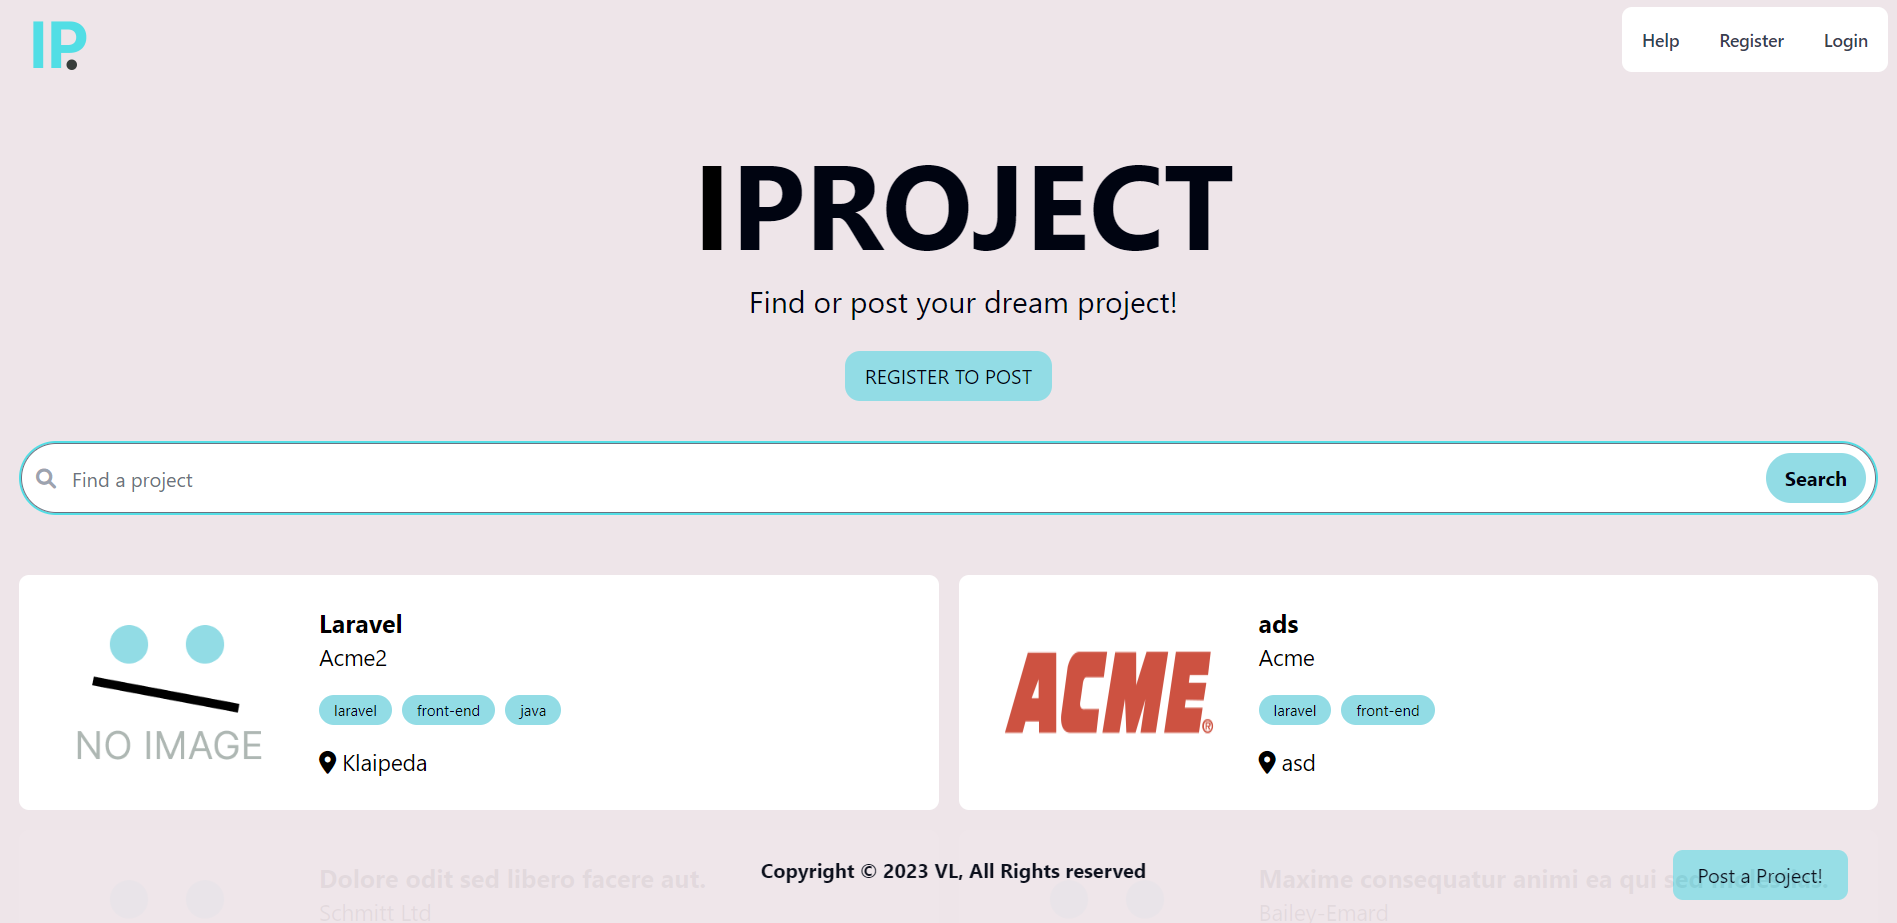 IP.
Help Register Login
IPROJECT
Find or post your dream project!
REGISTER TO POST
Find a project
Search
Laravel
Acme2
laravel front-end java
Klaipeda
NO IMAGE
ads
Acme
laravel front-end
asd
ACME®
Dolore odit sed libero facere aut.
Schmitt Ltd
Copyright © 2023 VL, All Rights reserved
Maxime consequatur animi ea qui sed
Bailey-Emard
Post a Project!